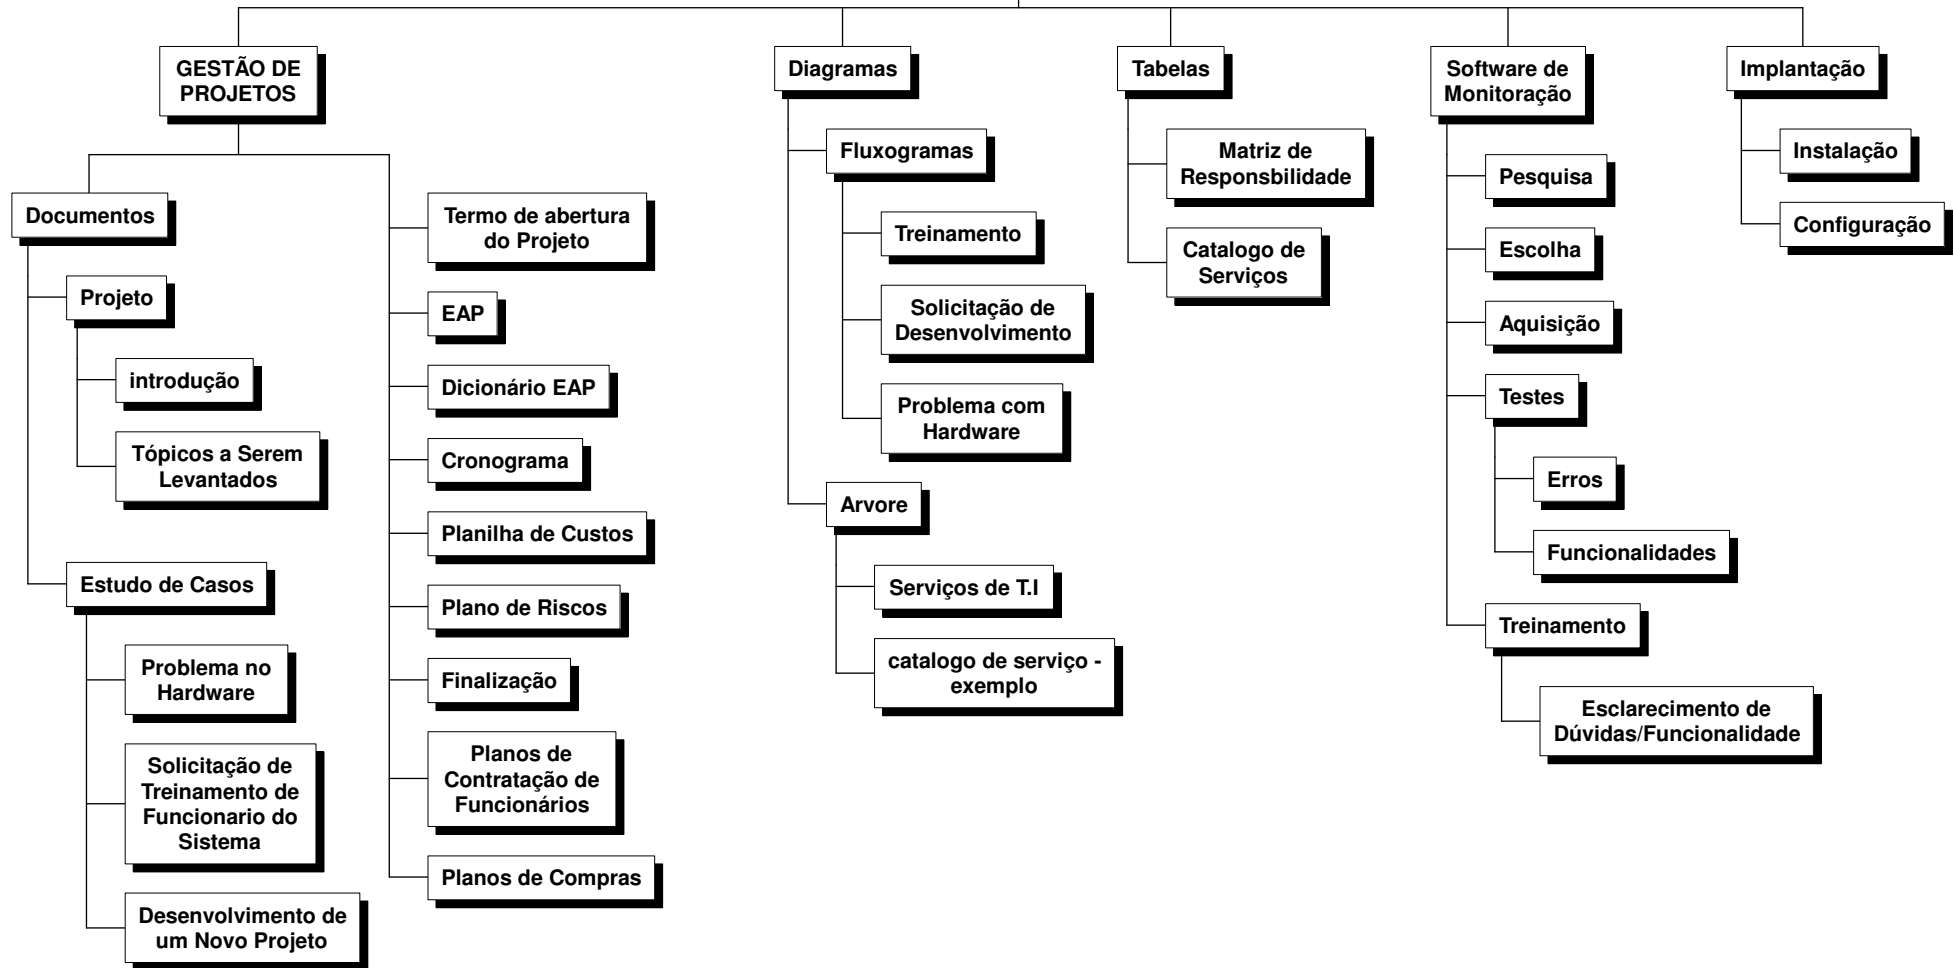 GESTÃO DE
PROJETOS
Documentos
Projeto
introdução
Tópicos a Serem
Levantados
Estudo de Casos
Problema no
Hardware
Solicitação de
Treinamento de
Funcionario do
Sistema
Desenvolvimento de
um Novo Projeto
Termo de abertura
do Projeto
EAP
Dicionário EAP
Cronograma
Planilha de Custos
Plano de Riscos
Finalização
Planos de
Contratação de
Funcionários
Planos de Compras
Diagramas
Fluxogramas
Treinamento
Solicitação de
Desenvolvimento
Problema com
Hardware
Arvore
Serviços de T.I
catalogo de serviço -
exemplo
Tabelas
Matriz de
Responsbilidade
Catalogo de
Serviços
Software de
Monitoração
Pesquisa
Escolha
Aquisição
Testes
Erros
Funcionalidades
Treinamento
Esclarecimento de
Dúvidas/Funcionalidade
Implantação
Instalação
Configuração